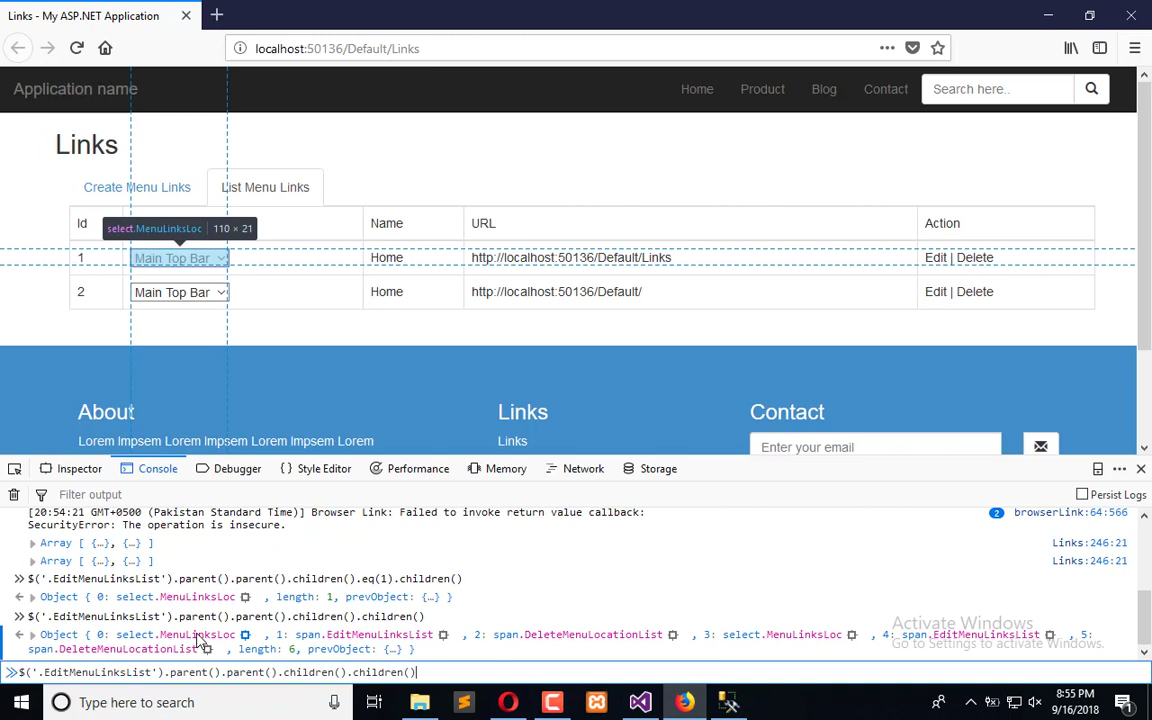 Links - My ASP.NET Application
localhost:50136/Default/Links
Application name
Home
Product
Blog
Contact
Search here..
Links
Create Menu Links
List Menu Links
Id
Name
URL
Action
select.MenuLinksLoc | 110 × 21
1
Main Top Bar
Home
http://localhost:50136/Default/Links
Edit | Delete
2
Main Top Bar
Home
http://localhost:50136/Default/
Edit | Delete
About
Links
Contact
Lorem Impsem Lorem Impsem Lorem Impsem Lorem
Links
Enter your email
Inspector
Console
Debugger
{ } Style Editor
Performance
Memory
Network
Storage
Filter output
Persist Logs
[20:54:21 GMT+0500 (Pakistan Standard Time)] Browser Link: Failed to invoke return value callback:
2
browserLink:64:566
SecurityError: The operation is insecure.
Array [ {…}, {…} ]
Links:246:21
Array [ {…}, {…} ]
Links:246:21
$('.EditMenuLinksList').parent().parent().children().eq(1).children()
Object { 0: select.MenuLinksLoc , length: 1, prevObject: {…} }
$('.EditMenuLinksList').parent().parent().children().children()
Object { 0: select.MenuLinksLoc , 1: span.EditMenuLinksList , 2: span.DeleteMenuLocationList , 3: select.MenuLinksLoc , 4: span.EditMenuLinksList , 5:
span.DeleteMenuLocationList , length: 6, prevObject: {…} }
$('.EditMenuLinksList').parent().parent().children().children()
Activate Windows
Go to Settings to activate Windows.
Type here to search
8:55 PM
9/16/2018
1